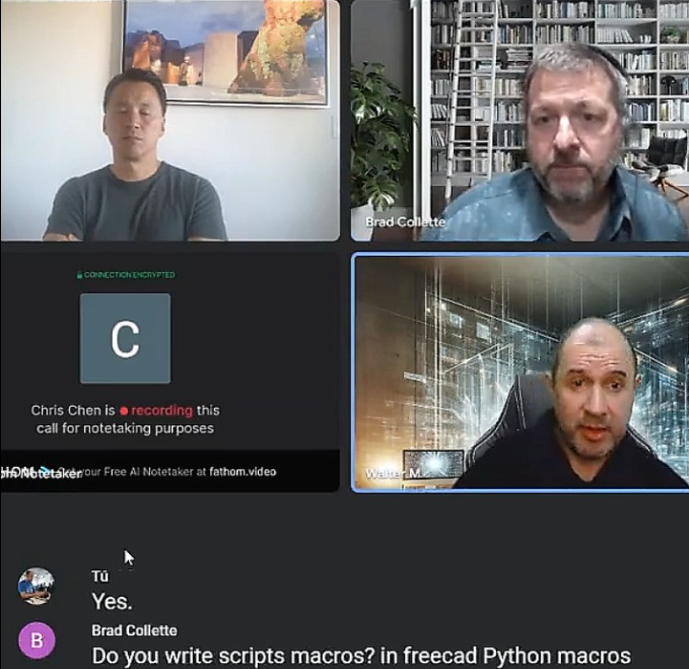 Brad Collette
CONNECTION ENCRYPTED
C
Chris Chen is recording this
call for notetaking purposes
your Free AI Notetaker at fathom.video
Notetaker
Walter M
Tú
Yes.
B
Brad Collette
Do you write scripts macros? in freecad Python macros